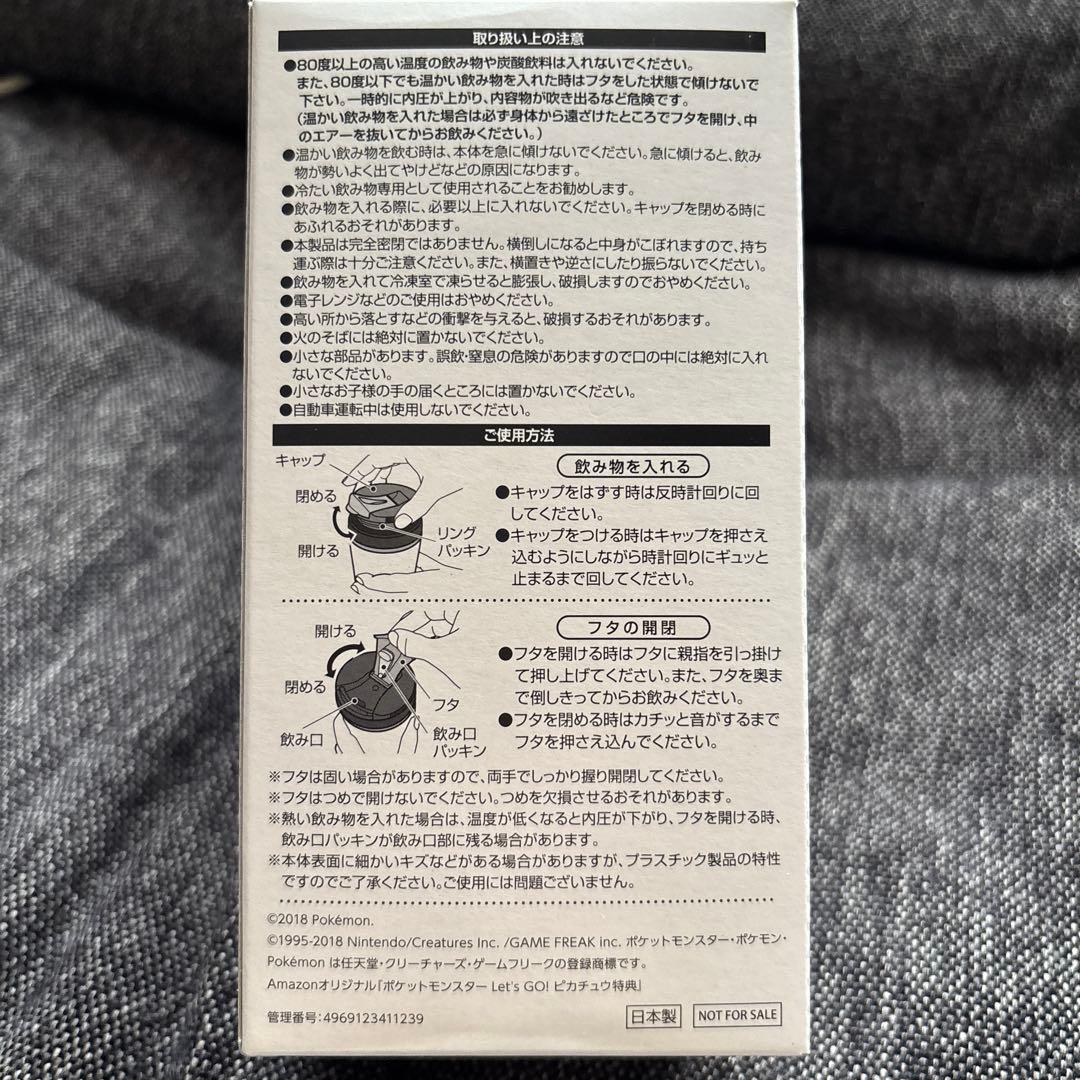 取り扱い上の注意
●80度以上の高い温度の飲み物や炭酸飲料は入れないでください。
また、80度以下でも温かい飲み物を入れた時はフタをした状態で傾けないで
下さい。一時的に内圧が上がり、内容物が吹き出るなど危険です。
（温かい飲み物を入れた場合は必ず身体から遠ざけたところでフタを開け、中
のエアーを抜いてからお飲みください。）
●温かい飲み物を飲む時は、本体を急に傾けないでください。急に傾けると、飲み
物が勢いよく出てやけどなどの原因になります。
●冷たい飲み物専用として使用されることをお勧めします。
●飲み物を入れる際に、必要以上に入れないでください。キャップを閉める時に
あふれるおそれがあります。
●本製品は完全密閉ではありません。横倒しになると中身がこぼれますので、持ち
運ぶ際は十分ご注意ください。また、横置きや逆さにしたり振らないでください。
●飲み物を入れて冷凍室で凍らせると膨張し、破損しますのでおやめください。
●電子レンジなどのご使用はおやめください。
●高い所から落とすなどの衝撃を与えると、破損するおそれがあります。
●火のそばには絶対に置かないでください。
●小さな部品があります。誤飲・窒息の危険がありますので口の中には絶対に入れ
ないでください。
●小さなお子様の手の届くところには置かないでください。
●自動車運転中は使用しないでください。
ご使用方法
キャップ
閉める
開ける
リング
パッキン
飲み物を入れる
●キャップをはずす時は反時計回りに回
してください。
●キャップをつける時はキャップを押さえ
込むようにしながら時計回りにギュッと
止まるまで回してください。
開ける
閉める
飲み口
フタ
飲み口
パッキン
フタの開閉
●フタを開ける時はフタに親指を引っ掛け
て押し上げてください。また、フタを奥ま
で倒しきってからお飲みください。
●フタを閉める時はカチッと音がするまで
フタを押さえ込んでください。
※フタは固い場合がありますので、両手でしっかり握り開閉してください。
※フタはつめで開けないでください。つめを欠損させるおそれがあります。
※熱い飲み物を入れた場合は、温度が低くなると内圧が下がり、フタを開ける時、
飲み口パッキンが飲み口部に残る場合があります。
※本体表面に細かいキズなどがある場合がありますが、プラスチック製品の特性
ですのでご了承ください。ご使用には問題ございません。
©2018 Pokémon.
©1995-2018 Nintendo/Creatures Inc. /GAME FREAK inc. ポケットモンスター・ポケモン・
Pokémon は任天堂・クリーチャーズ・ゲームフリークの登録商標です。
Amazonオリジナル「ポケットモンスター Let's GO! ピカチュウ特典」
管理番号:4969123411239
日本製
NOT FOR SALE